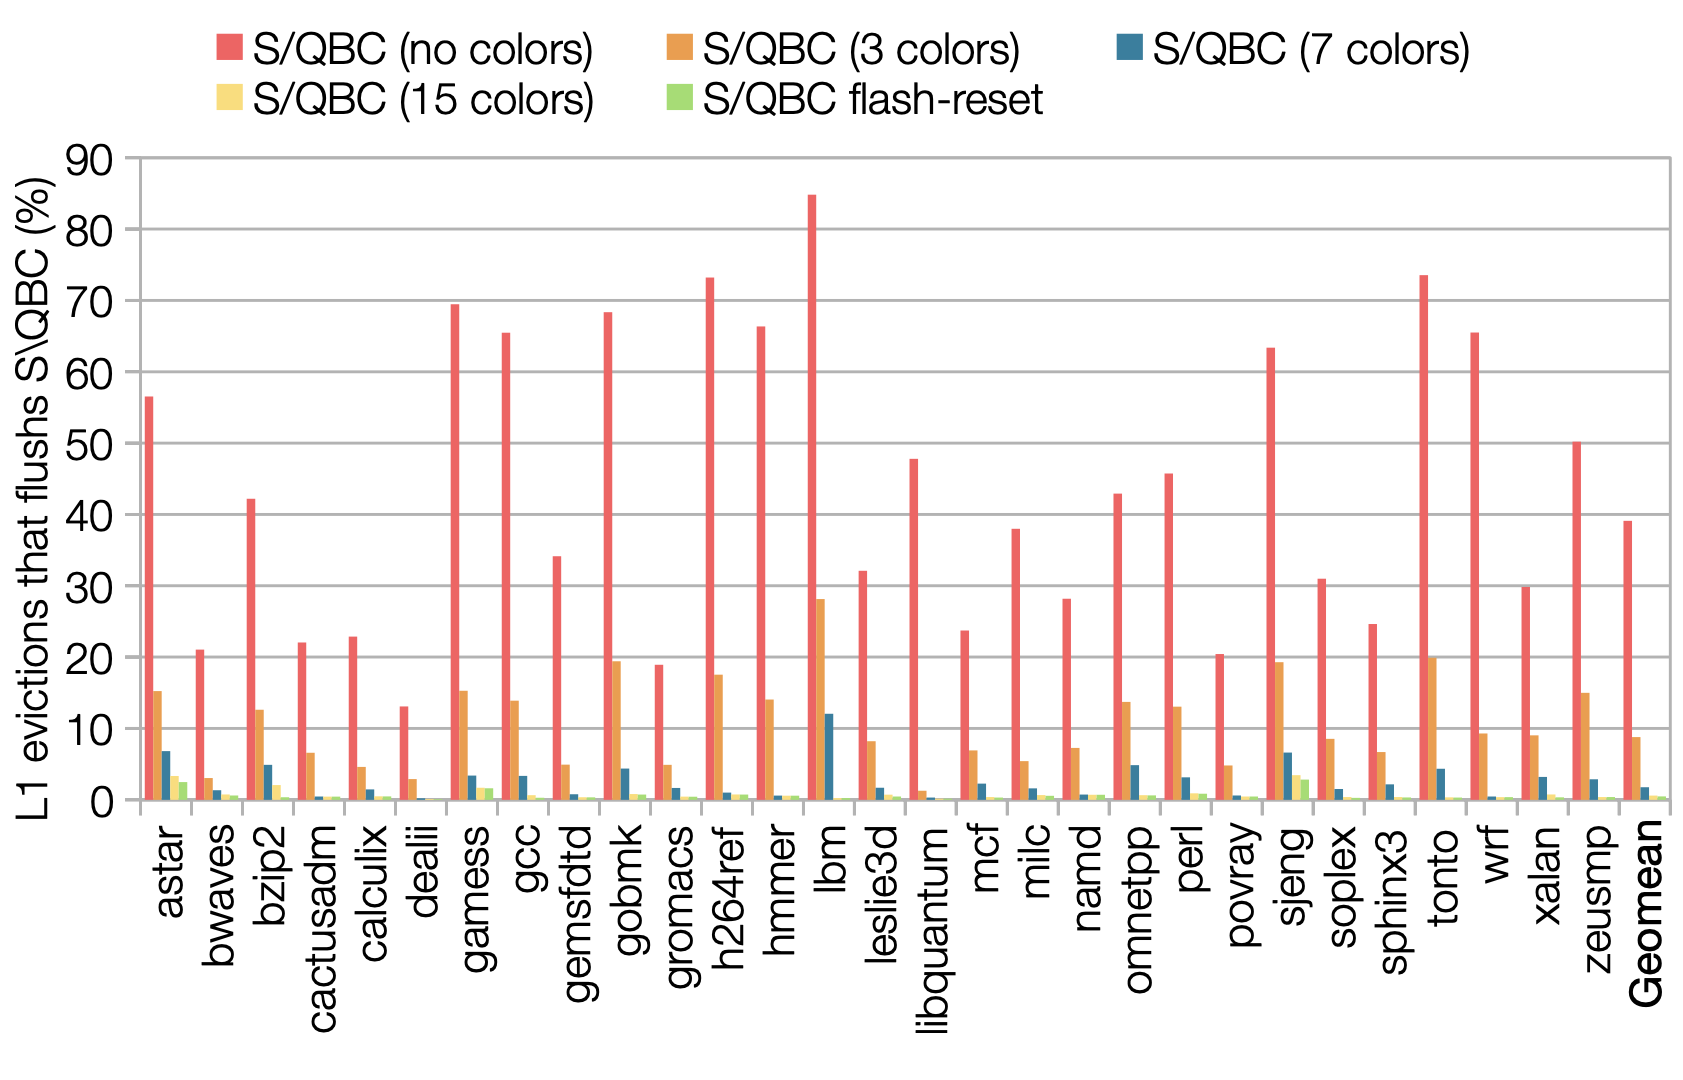 S/QBC (no colors) S/QBC (3 colors) S/QBC (7 colors)
S/QBC (15 colors) S/QBC flash-reset
L1 evictions that flushs S\QBC (%)
90
80
70
60
50
40
30
20
10
0
astar
bwaves
bzip2
cactusadm
calculix
dealii
gamess
gcc
gemsfdtd
gobmk
gromacs
h264ref
hmmer
lbm
leslie3d
libquantum
mcf
milc
namd
omnetpp
perl
povray
sjeng
soplex
sphinx3
tonto
wrf
xalan
zeusmp
Geomean